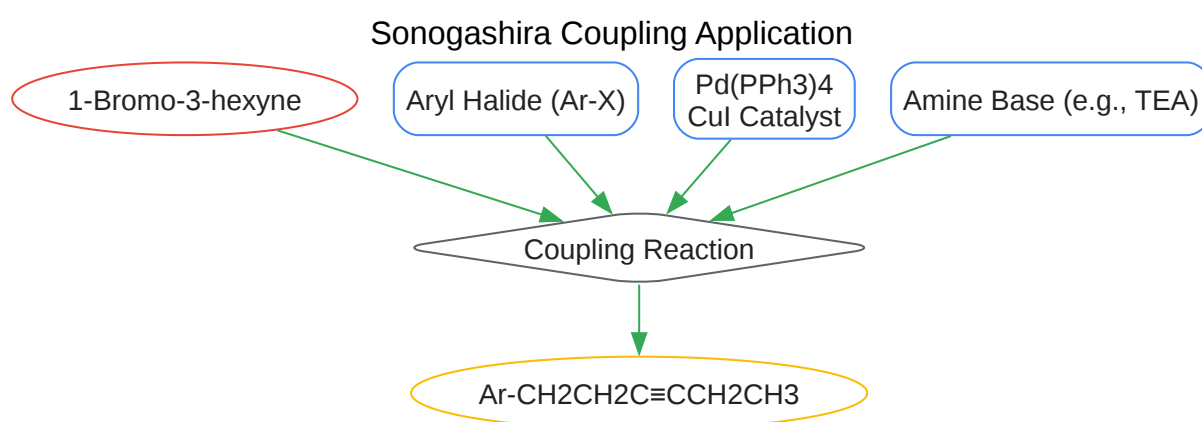 Sonogashira Coupling Application
1-Bromo-3-hexyne
Aryl Halide (Ar-X)
Pd(PPh3)4
CuI Catalyst
Amine Base (e.g., TEA)
Coupling Reaction
Ar-CH2CH2C≡CCH2CH3